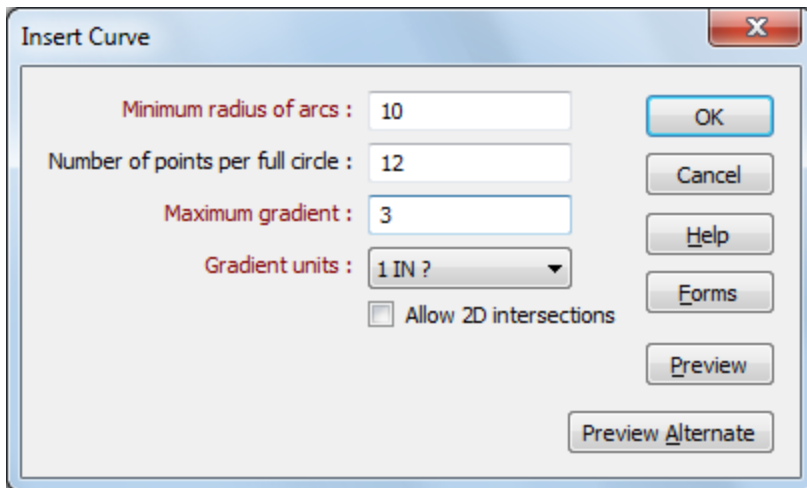 Insert Curve
Minimum radius of arcs : 10
Number of points per full circle : 12
Maximum gradient : 3
Gradient units : 1 IN ?
Allow 2D intersections
OK
Cancel
Help
Forms
Preview
Preview Alternate